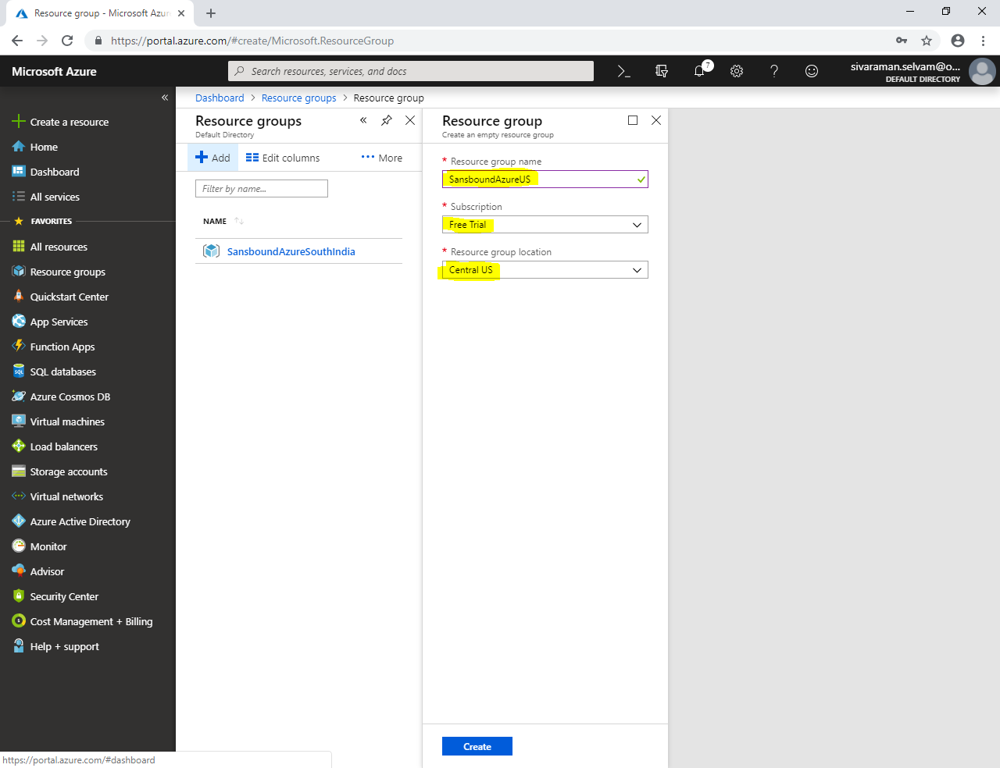 Resource group - Microsoft Azur
https://portal.azure.com/#create/Microsoft.ResourceGroup
Microsoft Azure
Search resources, services, and docs
7
sivaraman.selvam@o...
DEFAULT DIRECTORY
Dashboard > Resource groups > Resource group
Create a resource
Home
Dashboard
All services
FAVORITES
All resources
Resource groups
Quickstart Center
App Services
Function Apps
SQL databases
Azure Cosmos DB
Virtual machines
Load balancers
Storage accounts
Virtual networks
Azure Active Directory
Monitor
Advisor
Security Center
Cost Management + Billing
Help + support
Resource groups
Default Directory
Add
Edit columns
More
Filter by name...
NAME
SansboundAzureSouthIndia
Resource group
Create an empty resource group
* Resource group name
SansboundAzureUS
* Subscription
Free Trial
* Resource group location
Central US
Create
https://portal.azure.com/#dashboard